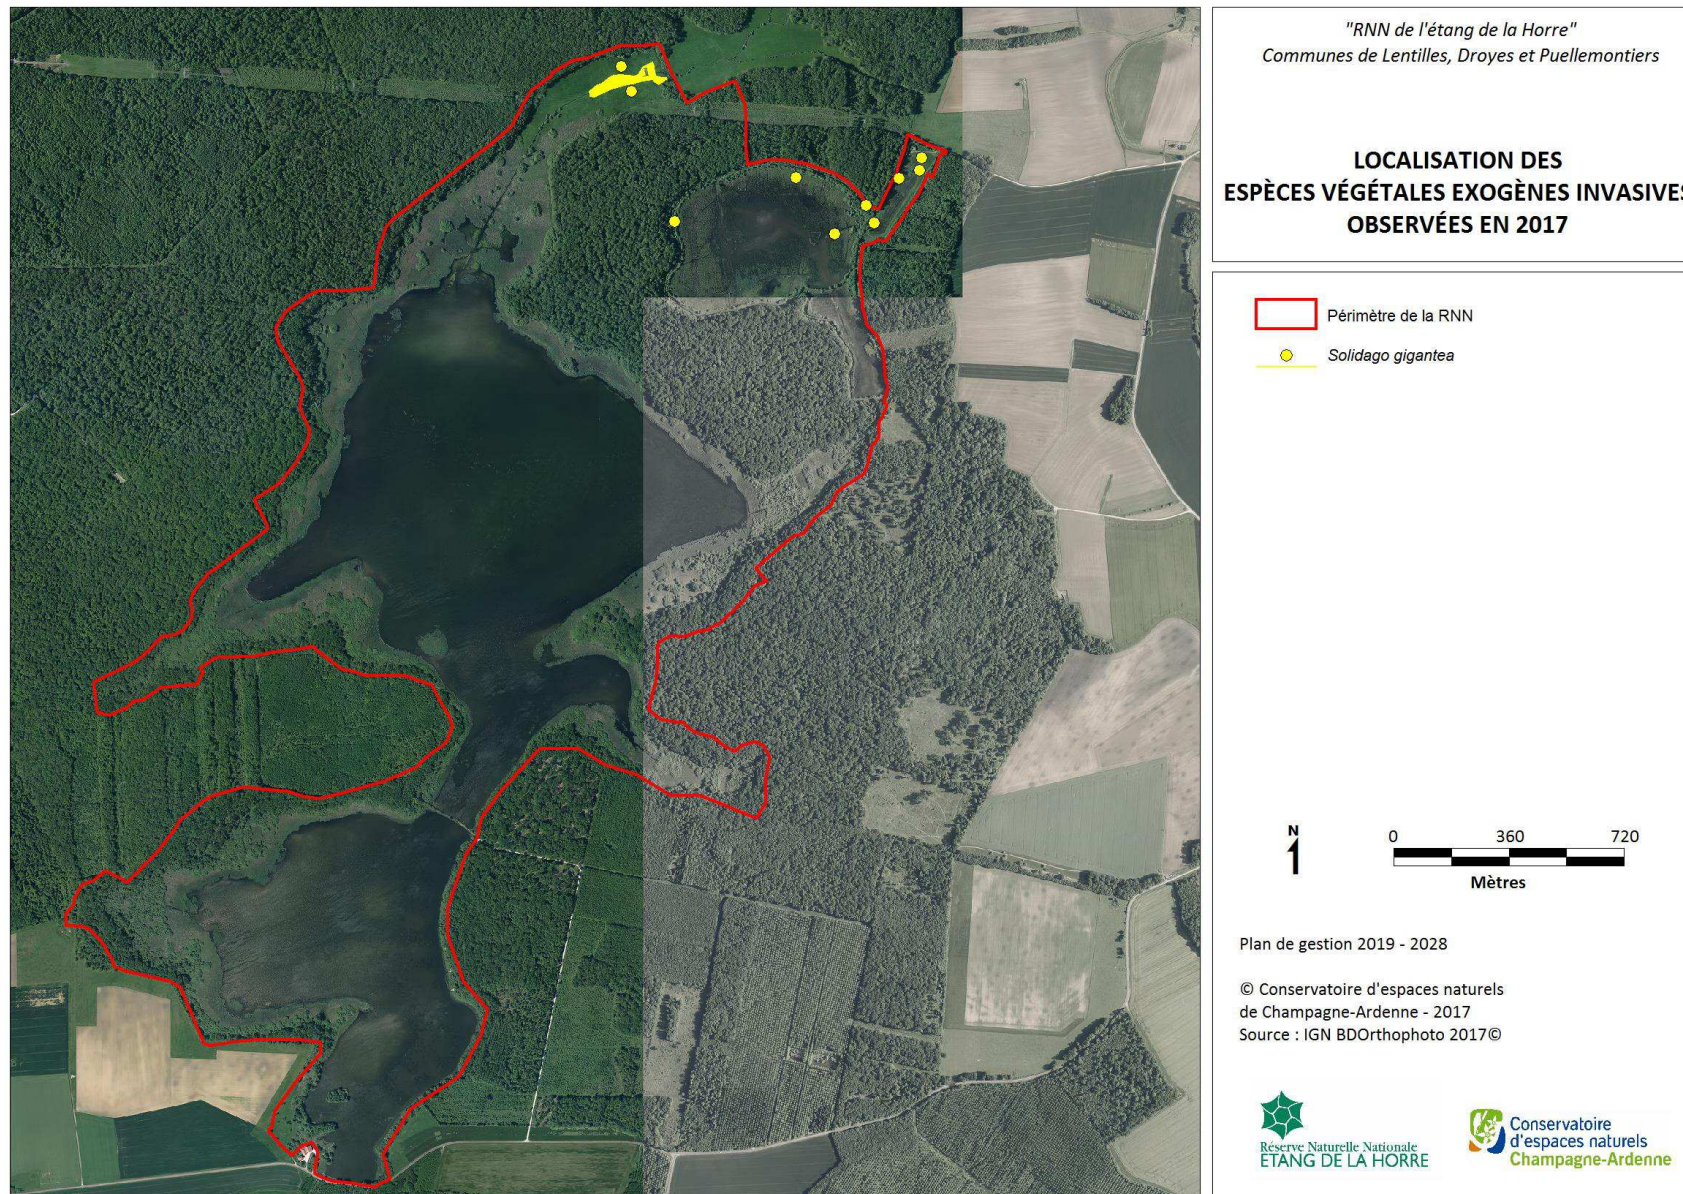 "RNN de l'étang de la Horre"
Communes de Lentilles, Droyes et Puellemontiers
LOCALISATION DES
ESPÈCES VÉGÉTALES EXOGÈNES INVASIVES
OBSERVÉES EN 2017
Périmètre de la RNN
Solidago gigantea
N
0 360 720
Mètres
Plan de gestion 2019 - 2028
© Conservatoire d'espaces naturels
de Champagne-Ardenne - 2017
Source : IGN BDOrthophoto 2017©
Réserve Naturelle Nationale
ETANG DE LA HORRE
Conservatoire
d'espaces naturels
Champagne-Ardenne